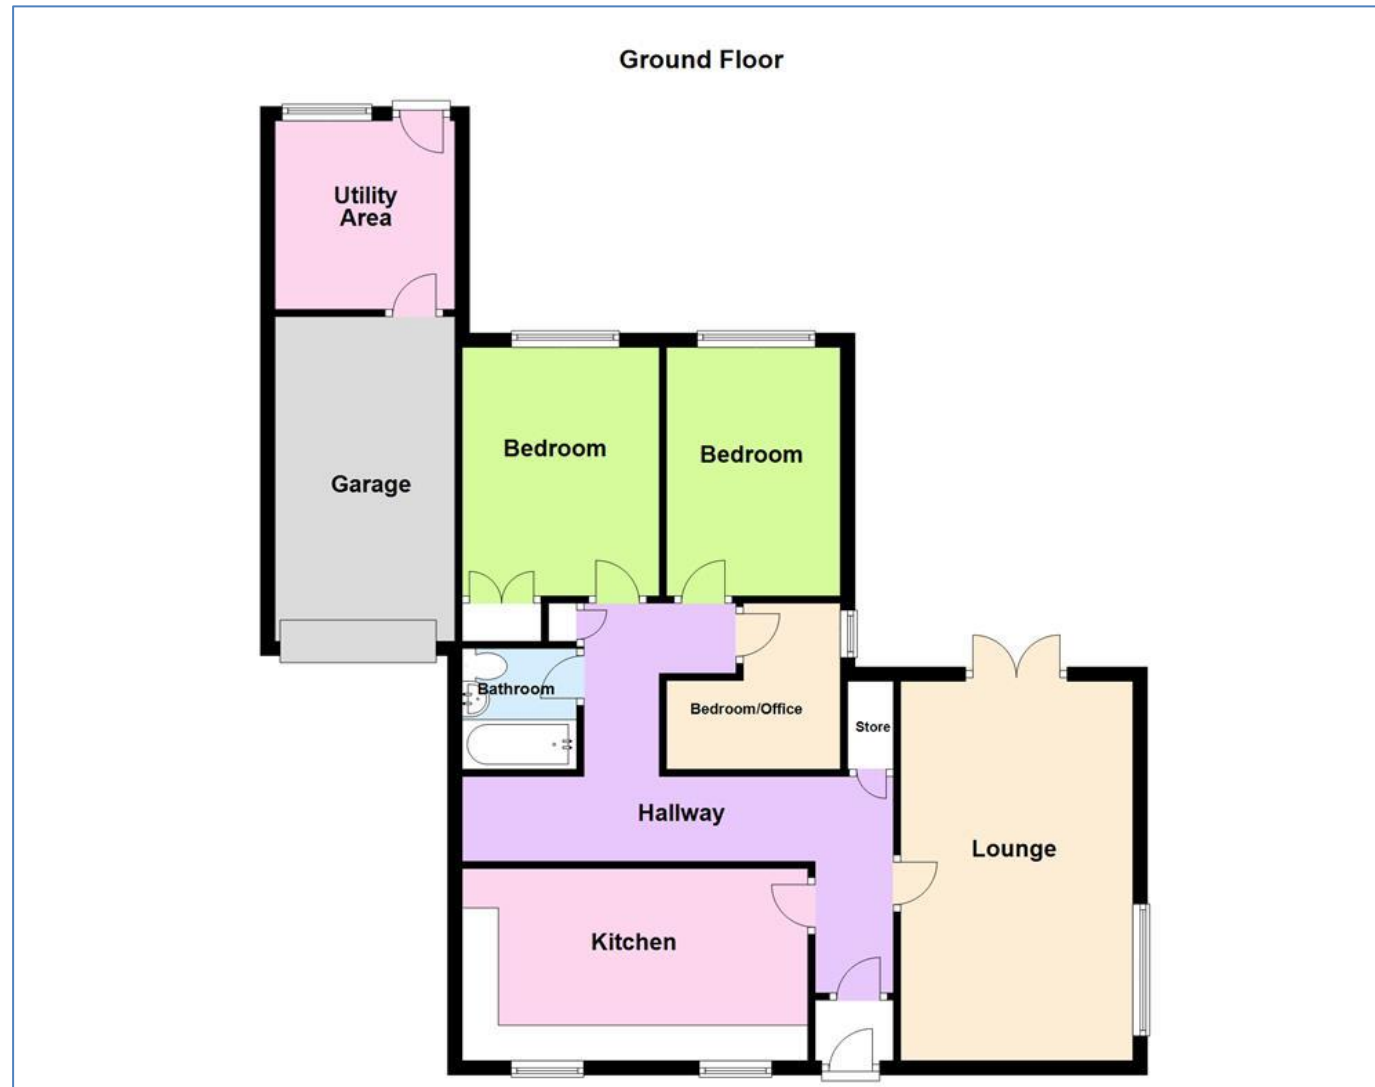 Ground Floor
Utility
Area
Bedroom
Bedroom
Garage
Bathroom
Bedroom/Office
Store
Hallway
Lounge
Kitchen